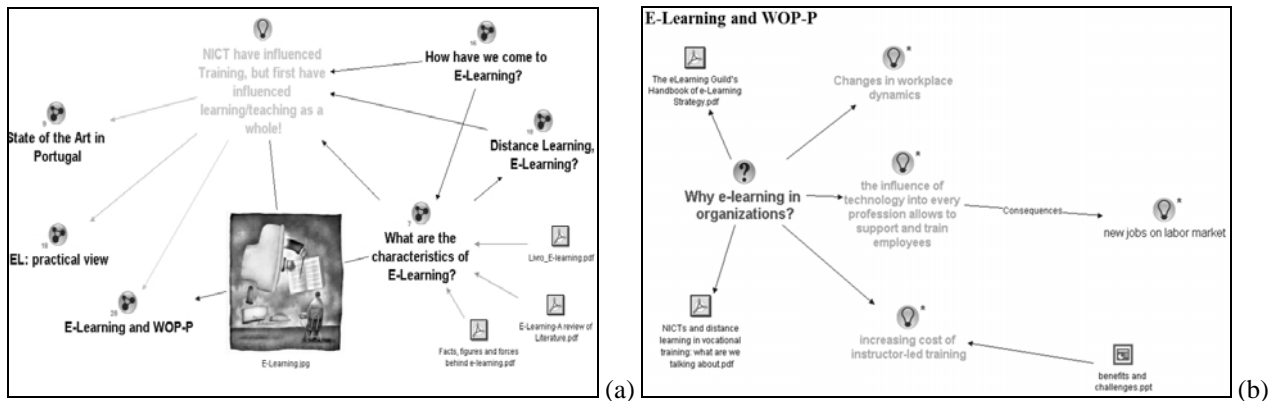 NICT have influenced
Training, but first have
influenced
learning/teaching as a
whole!
16
How have we come to
E-Learning?
9
State of the Art in
Portugal
10
Distance Learning,
E-Learning?
7
What are the
characteristics of
E-Learning?
Livro_E-learning.pdf
10
EL: practical view
E-Learning-A review of
Literature.pdf
28
E-Learning and WOP-P
Facts, figures and forces
behind e-learning.pdf
E-Learning.jpg
(a)
E-Learning and WOP-P
The eLearning Guild's
Handbook of e-Learning
Strategy.pdf
*
Changes in workplace
dynamics
?
Why e-learning in
organizations?
*
the influence of
technology into every
profession allows to
support and train
employees
Consequences
*
new jobs on labor market
NICTs and distance
learning in vocational
training: what are we
talking about.pdf
*
increasing cost of
instructor-led training
benefits and
challenges.ppt
(b)